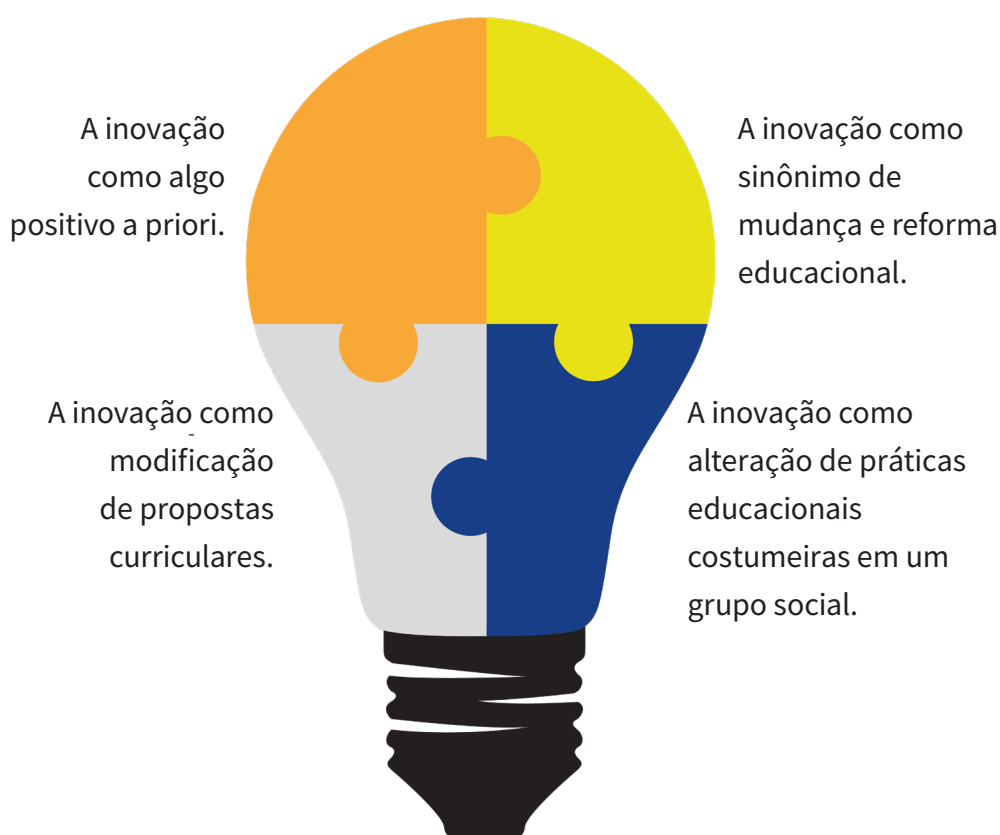 A inovação
como algo
positivo a priori.
A inovação como
sinônimo de
mudança e reforma
educacional.
A inovação como
modificação
de propostas
curriculares.
A inovação como
alteração de práticas
educacionais
costumeiras em um
grupo social.